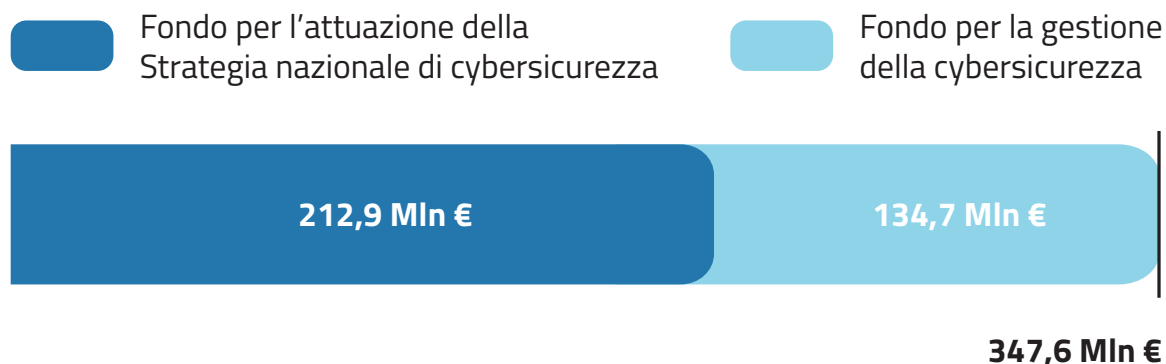 Fondo per l’attuazione della
Strategia nazionale di cybersicurezza
Fondo per la gestione
della cybersicurezza
212,9 Mln €
134,7 Mln €
347,6 Mln €